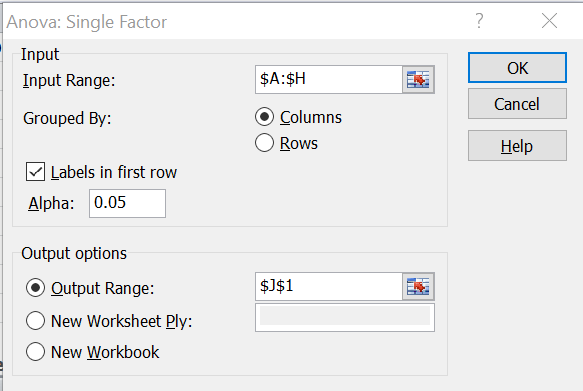 Anova: Single Factor
Input
Input Range: $A:$H
Grouped By: Columns
Rows
Labels in first row
Alpha: 0.05
OK
Cancel
Help
Output options
Output Range: $J$1
New Worksheet Ply:
New Workbook